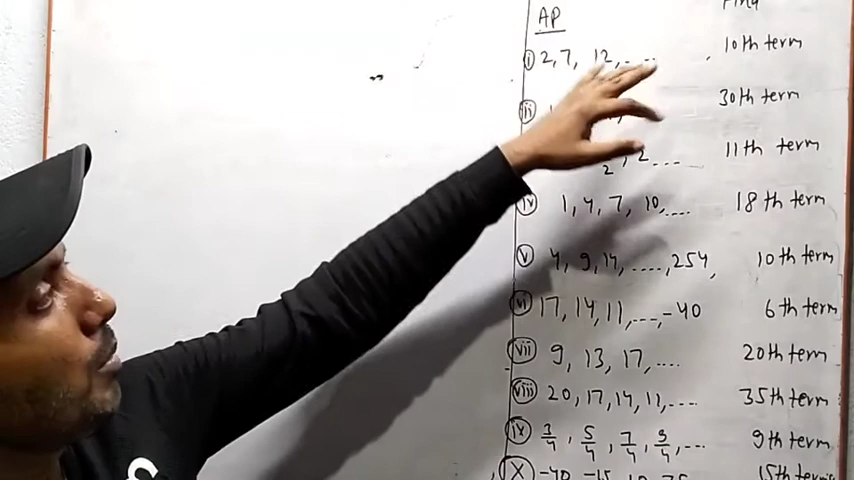 AP Find
i 2, 7, 12, ...., 10th term
ii 30th term
2, 2 .... 11th term
iv 1, 4, 7, 10, .... 18th term
v 4, 9, 14, ....., 254, 10th term
vi 17, 14, 11, ...., -40 6th term
vii 9, 13, 17, .... 20th term
viii 20, 17, 14, 11, ..... 35th term
ix 3/4, 5/4, 7/4, 9/4, ... 9th term
X -40 -15 10 15th term